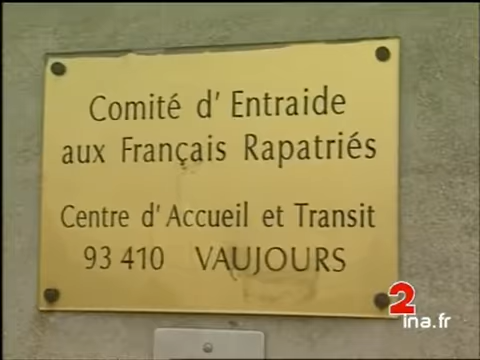 Comité d'Entraide
aux Français Rapatriés
Centre d'Accueil et Transit
93 410 VAUJOURS
2
ina.fr